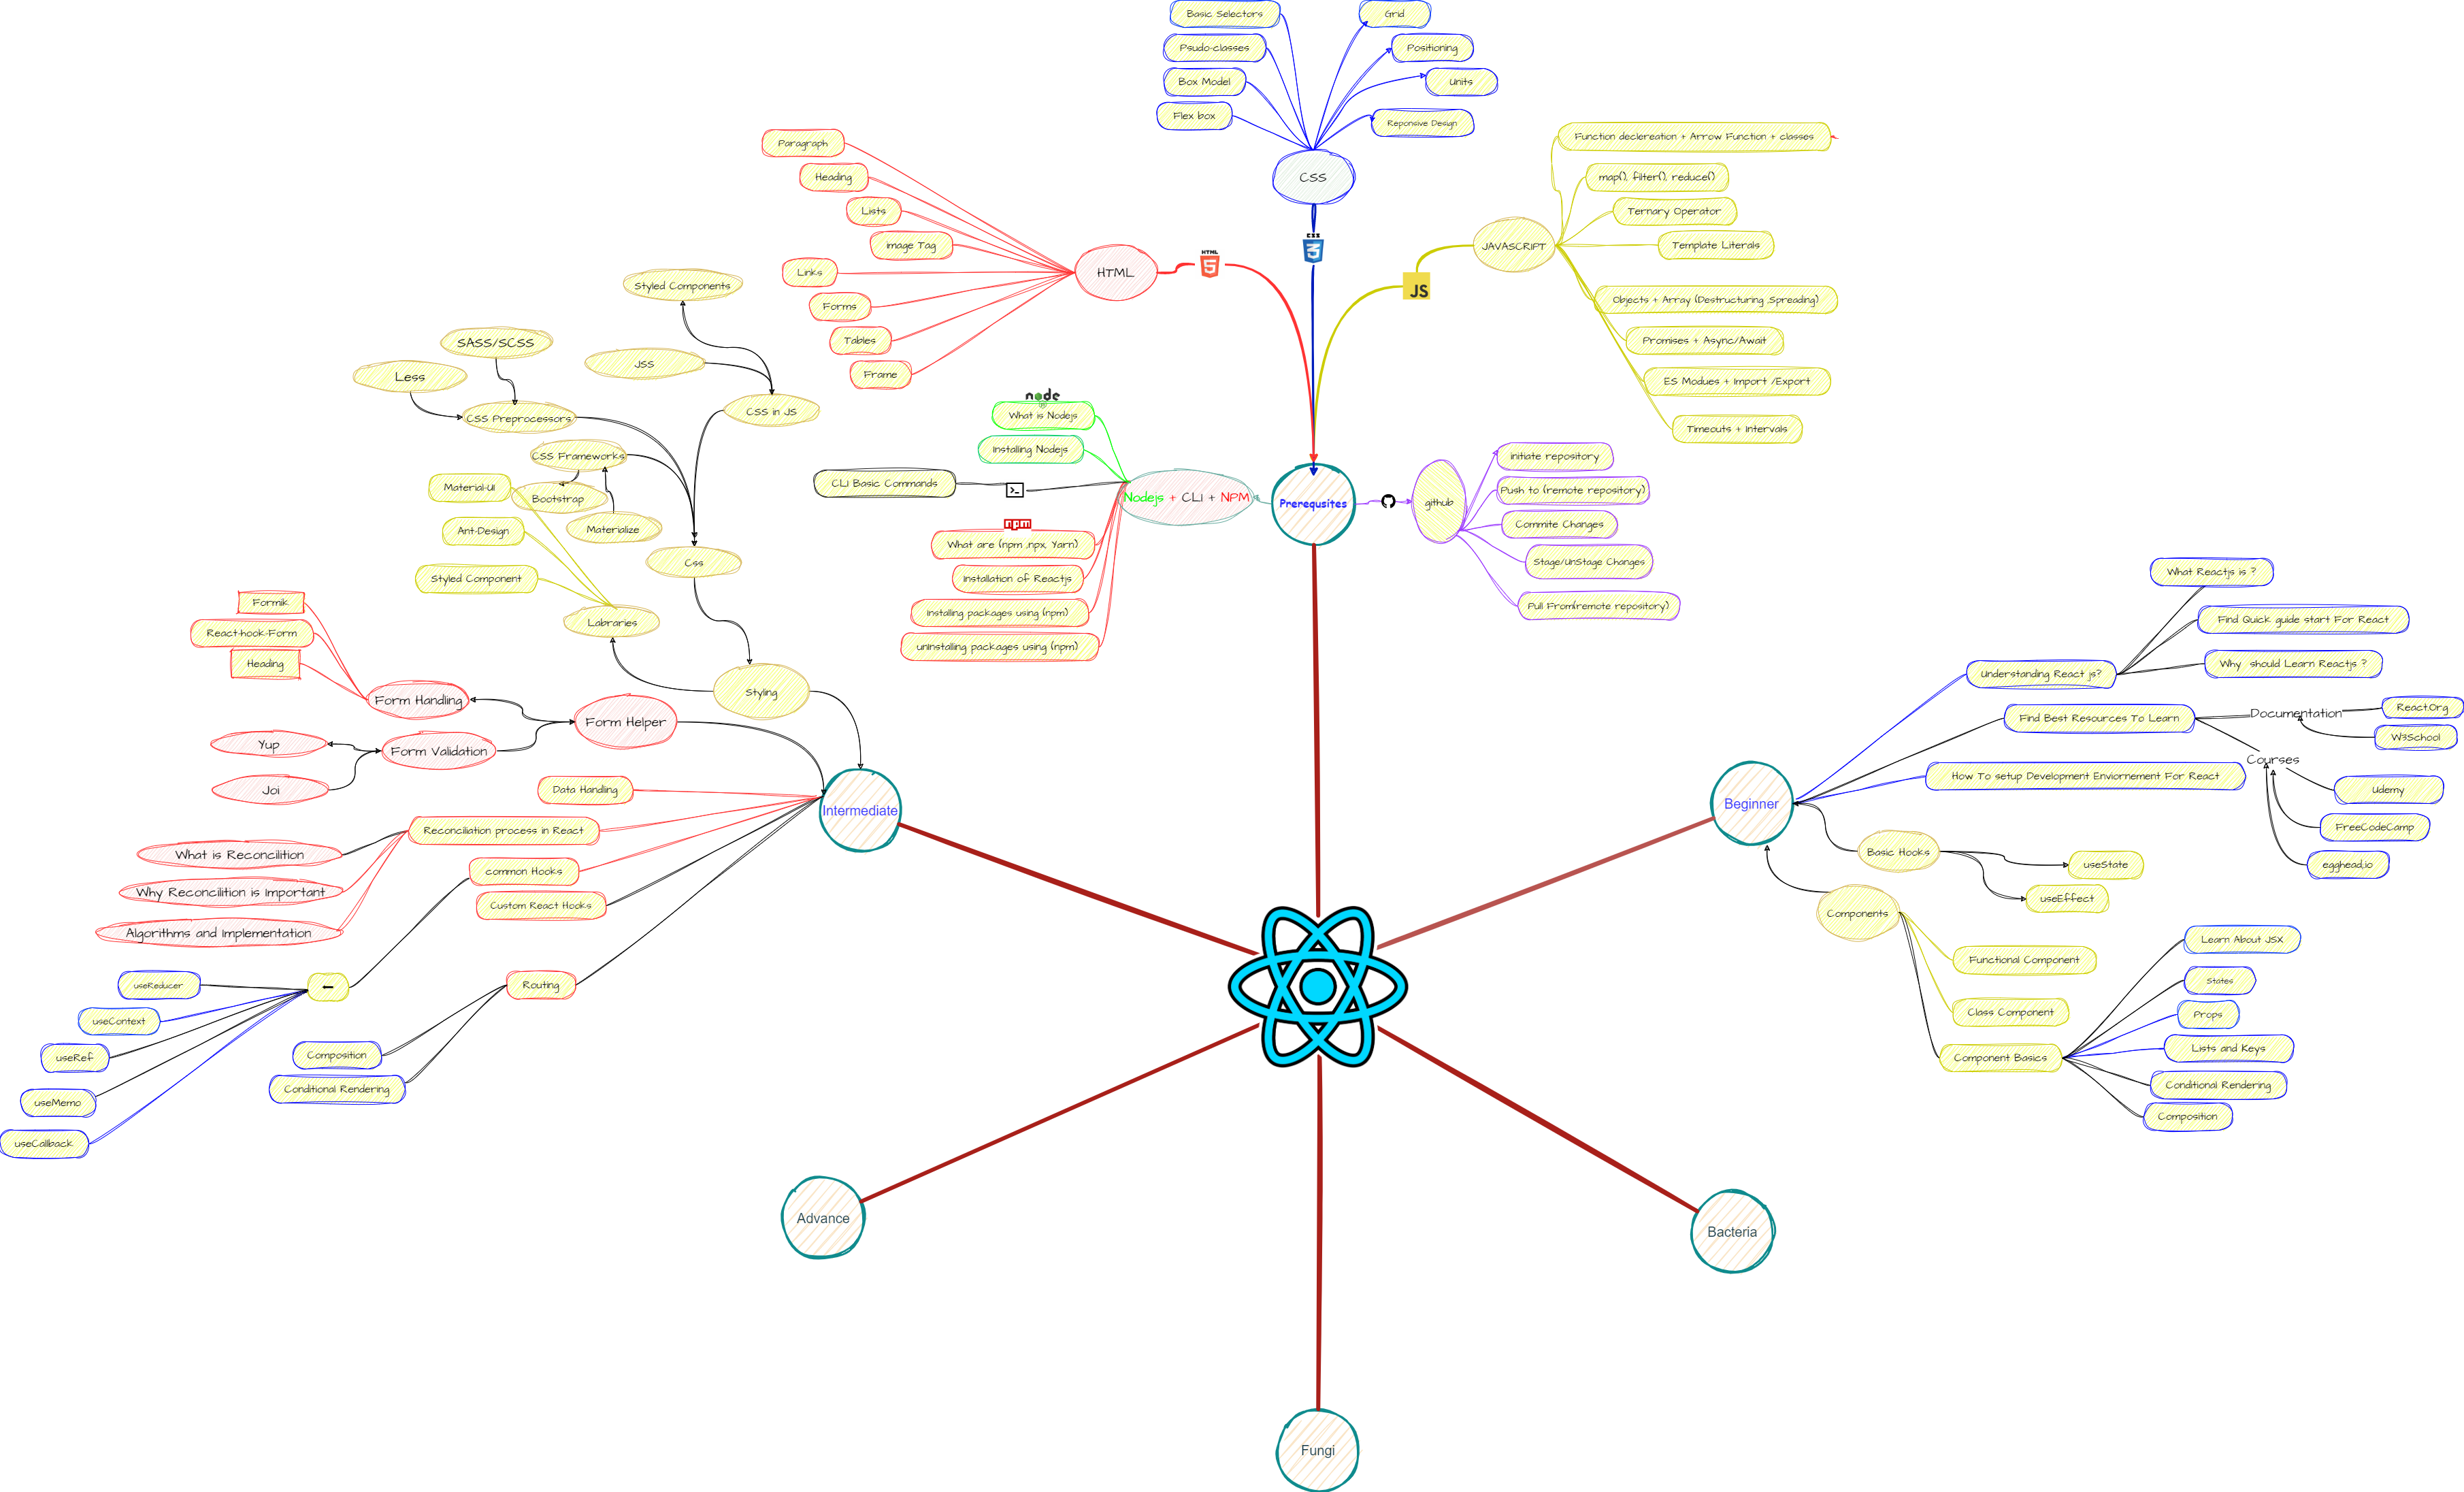 Basic Selectors
Psudo-classes
Box Model
Flex box
Grid
Positioning
Units
Reponsive Design
CSS
CSS
3
Paragraph
Heading
Lists
image Tag
Links
Forms
Tables
Frame
HTML
HTML
5
Function declereation + Arrow Function + classes
map(), filter(), reduce()
Ternary Operator
Template Literals
JAVASCRIPT
JS
Objects + Array (Destructuring ,Spreading)
Promises + Async/Await
ES Modues + Import /Export
Timeouts + Intervals
node
What is Nodejs
Installing Nodejs
CLI Basic Commands
Nodejs + CLi + NPM
npm
What are (npm ,npx, Yarn)
Installation of Reactjs
Installing packages using (npm)
unInstalling packages using (npm)
Prerequsites
github
initiate repository
Push to (remote repository)
Commite Changes
Stage/UnStage Changes
Pull From(remote repository)
Styled Components
SASS/SCSS
JSS
Less
CSS in JS
CSS Preprocessors
CSS Frameworks
Material-UI
Bootstrap
Ant-Design
Materialize
Css
Styled Component
Labraries
Styling
Formik
React-hook-Form
Heading
Form Handling
Form Helper
Yup
Form Validation
Joi
Data Handling
Intermediate
Reconciliation process in React
What is Reconcilition
Why Reconcilition is Important
Algorithms and Implementation
common Hooks
Custom React Hooks
useReducer
useContext
useRef
useMemo
useCallback
Routing
Composition
Conditional Rendering
What Reactjs is ?
Find Quick guide start For React
Understanding React js?
Why should Learn Reactjs ?
Find Best Resources To Learn
Documentation
React.Org
W3School
Courses
How To setup Development Enviornement For React
Udemy
FreeCodeCamp
egghead,io
Beginner
Basic Hooks
useState
useEffect
Components
Functional Component
Class Component
Component Basics
Learn About JSX
States
Props
Lists and Keys
Conditional Rendering
Composition
Advance
Bacteria
Fungi